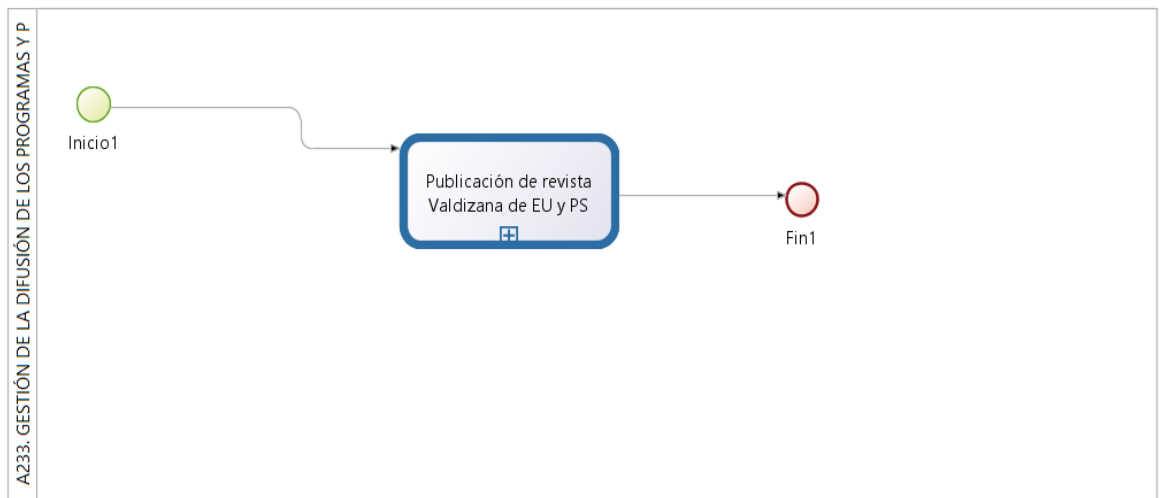 A233. GESTIÓN DE LA DIFUSIÓN DE LOS PROGRAMAS Y P
Inicio1
Publicación de revista
Valdizana de EU y PS
Fin1